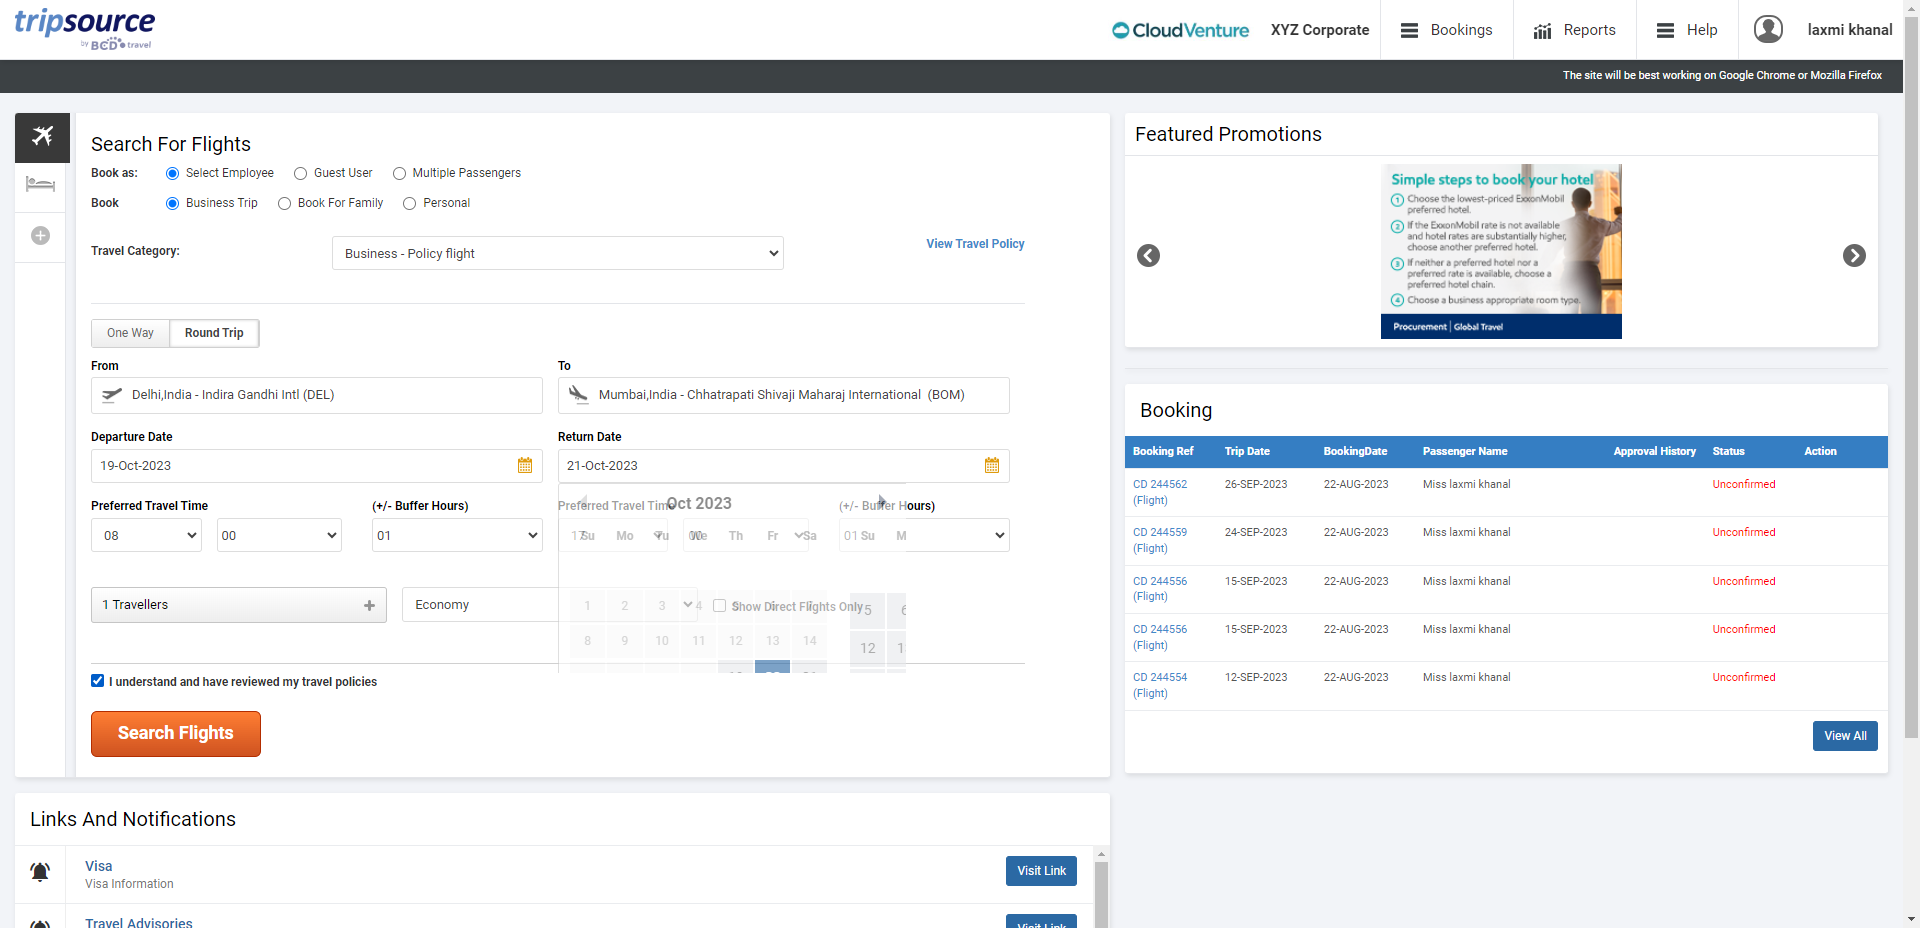 tripsource
by BCD travel
CloudVenture
XYZ Corporate
Bookings
Reports
Help
laxmi khanal
The site will be best working on Google Chrome or Mozilla Firefox
Search For Flights
Book as: Select Employee Guest User Multiple Passengers
Book Business Trip Book For Family Personal
Travel Category: Business - Policy flight View Travel Policy
One Way Round Trip
From To
Delhi,India - Indira Gandhi Intl (DEL) Mumbai,India - Chhatrapati Shivaji Maharaj International (BOM)
Departure Date Return Date
19-Oct-2023 21-Oct-2023
Preferred Travel Time (+/- Buffer Hours) Preferred Travel Time (+/- Buffer Hours)
Oct 2023
08 00 01 17 00 01
Su Mo Tu We Th Fr Sa Su M
1 Travellers + Economy Show Direct Flights Only
1 2 3 4 5 6 7 5 6
8 9 10 11 12 13 14 12
I understand and have reviewed my travel policies
Search Flights
Featured Promotions
Simple steps to book your hotel
1 Choose the lowest-priced ExxonMobil
preferred hotel.
2 If the ExxonMobil rate is not available
and hotel rates are substantially higher,
choose another preferred hotel.
3 If neither a preferred hotel nor a
preferred rate is available, choose a
preferred hotel chain.
4 Choose a business appropriate room type.
Procurement | Global Travel
Booking
Booking Ref Trip Date BookingDate Passenger Name Approval History Status Action
CD 244562 26-SEP-2023 22-AUG-2023 Miss laxmi khanal Unconfirmed
(Flight)
CD 244559 24-SEP-2023 22-AUG-2023 Miss laxmi khanal Unconfirmed
(Flight)
CD 244556 15-SEP-2023 22-AUG-2023 Miss laxmi khanal Unconfirmed
(Flight)
CD 244556 15-SEP-2023 22-AUG-2023 Miss laxmi khanal Unconfirmed
(Flight)
CD 244554 12-SEP-2023 22-AUG-2023 Miss laxmi khanal Unconfirmed
(Flight)
View All
Links And Notifications
Visa
Visa Information
Visit Link
Travel Advisories
Visit Link